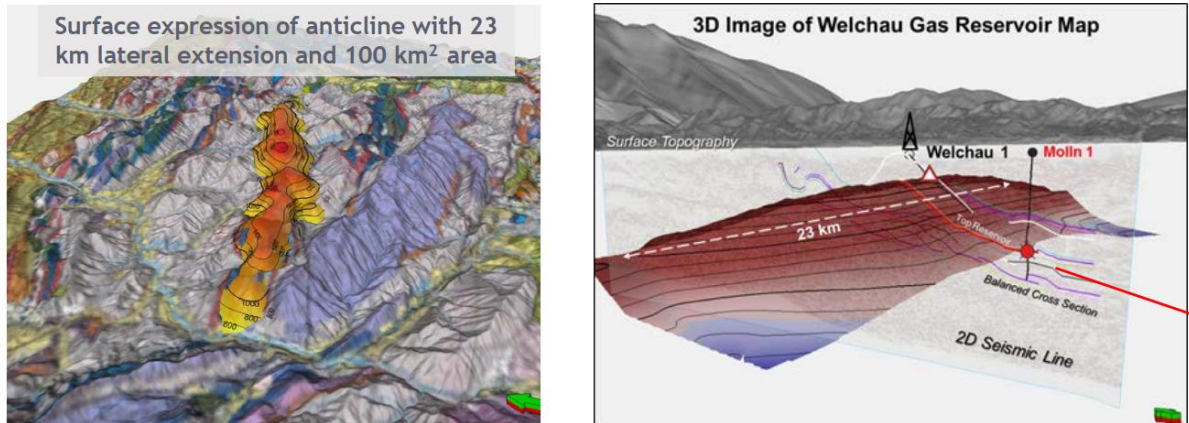 Surface expression of anticline with 23
km lateral extension and 100 km² area
1000
800
600
3D Image of Welchau Gas Reservoir Map
Surface Topography
Welchau 1
Molln 1
23 km
Top Reservoir
Balanced Cross Section
2D Seismic Line